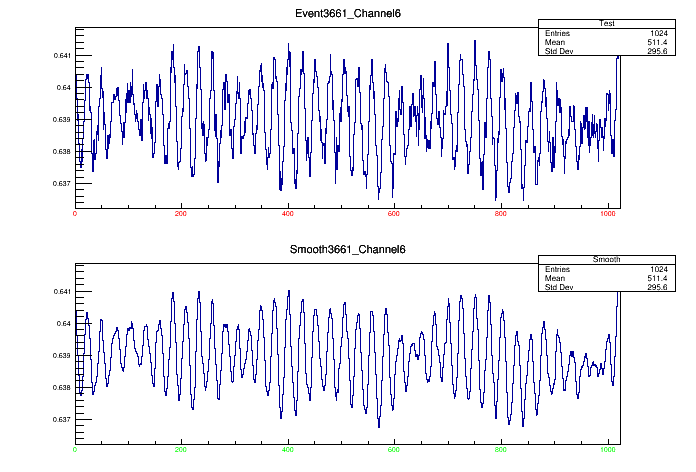 Event3661_Channel6
Test
Entries 1024
Mean 511.4
Std Dev 295.6
0.641
0.64
0.639
0.638
0.637
0 200 400 600 800 1000
Smooth3661_Channel6
Smooth
Entries 1024
Mean 511.4
Std Dev 295.6
0.641
0.64
0.639
0.638
0.637
0 200 400 600 800 1000